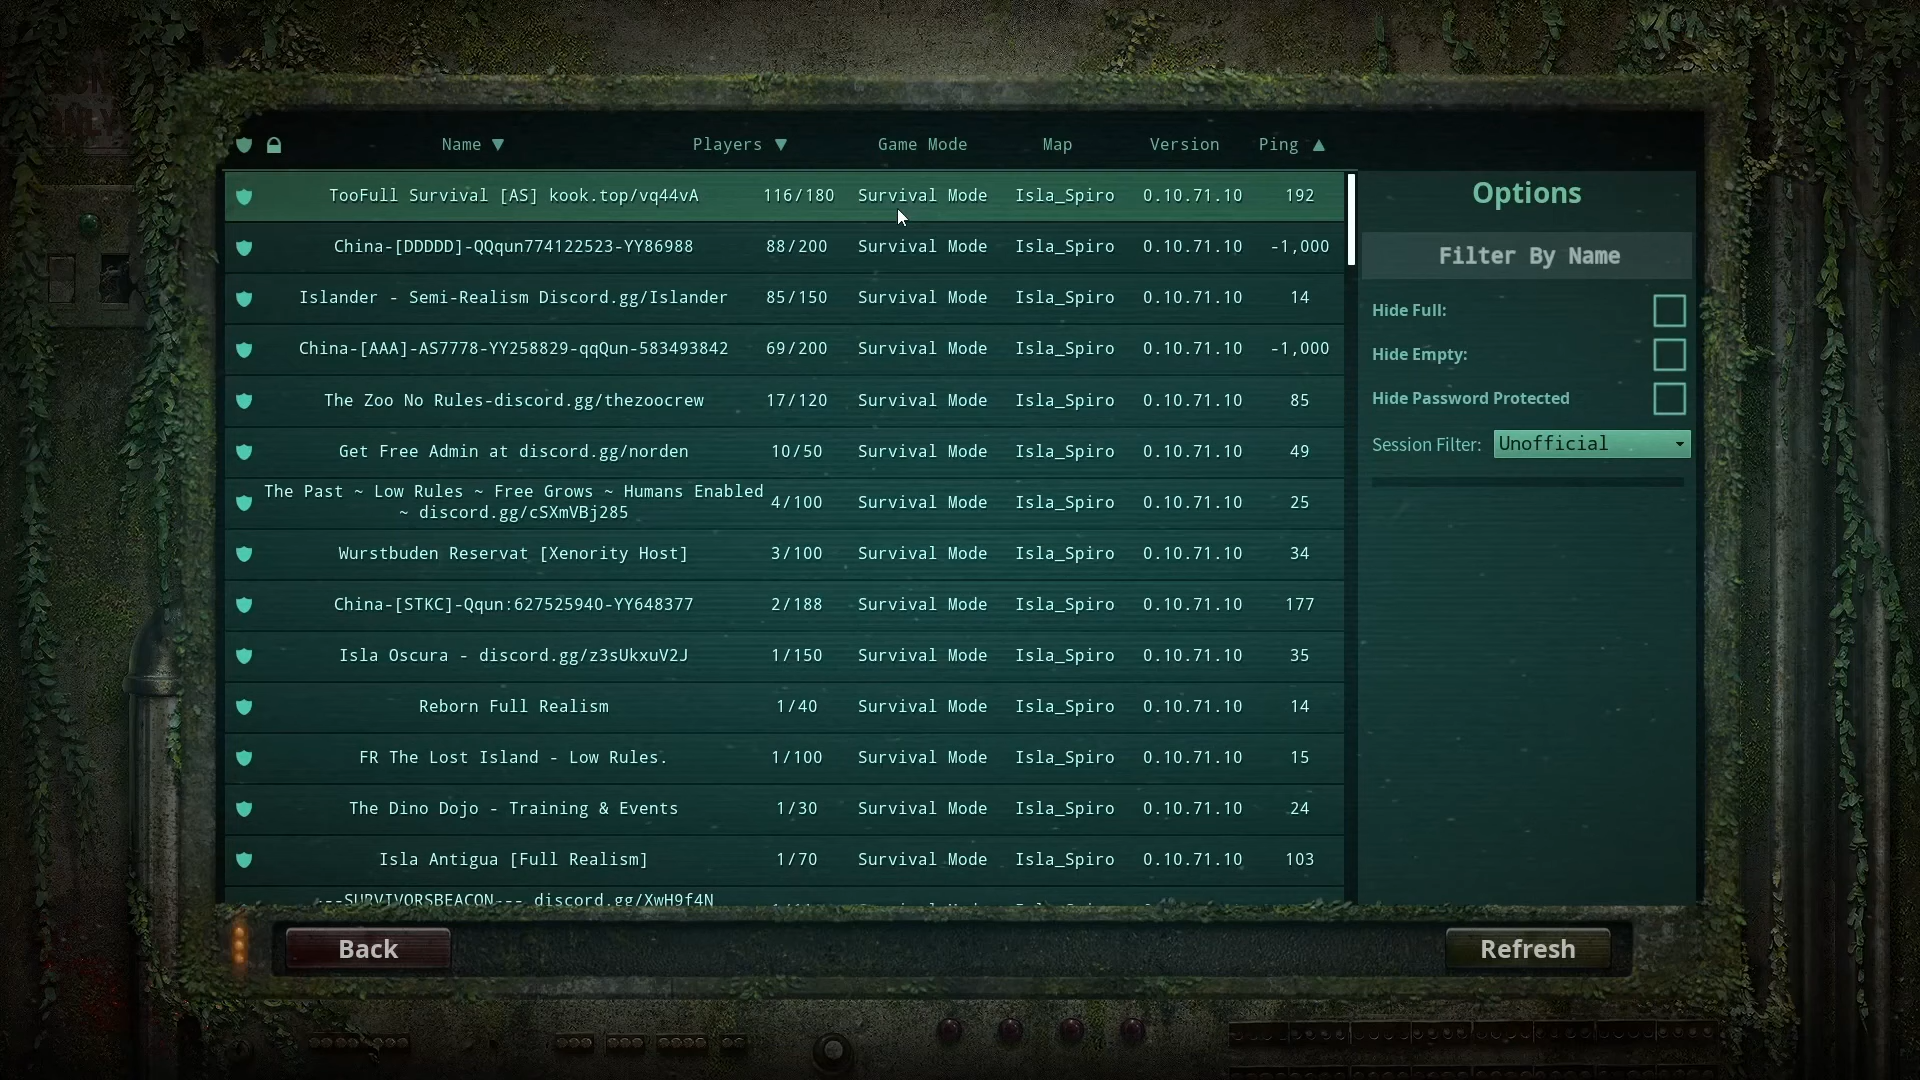 Name ▼ Players ▼ Game Mode Map Version Ping ▲
TooFull Survival [AS] kook.top/vq44vA 116/180 Survival Mode Isla_Spiro 0.10.71.10 192
China-[DDDDD]-QQqun774122523-YY86988 88/200 Survival Mode Isla_Spiro 0.10.71.10 -1,000
Islander - Semi-Realism Discord.gg/Islander 85/150 Survival Mode Isla_Spiro 0.10.71.10 14
China-[AAA]-AS7778-YY258829-qqQun-583493842 69/200 Survival Mode Isla_Spiro 0.10.71.10 -1,000
The Zoo No Rules-discord.gg/thezoocrew 17/120 Survival Mode Isla_Spiro 0.10.71.10 85
Get Free Admin at discord.gg/norden 10/50 Survival Mode Isla_Spiro 0.10.71.10 49
The Past ~ Low Rules ~ Free Grows ~ Humans Enabled
~ discord.gg/cSXmVBj285 4/100 Survival Mode Isla_Spiro 0.10.71.10 25
Wurstbuden Reservat [Xenority Host] 3/100 Survival Mode Isla_Spiro 0.10.71.10 34
China-[STKC]-Qqun:627525940-YY648377 2/188 Survival Mode Isla_Spiro 0.10.71.10 177
Isla Oscura - discord.gg/z3sUkxuV2J 1/150 Survival Mode Isla_Spiro 0.10.71.10 35
Reborn Full Realism 1/40 Survival Mode Isla_Spiro 0.10.71.10 14
FR The Lost Island - Low Rules. 1/100 Survival Mode Isla_Spiro 0.10.71.10 15
The Dino Dojo - Training & Events 1/30 Survival Mode Isla_Spiro 0.10.71.10 24
Isla Antigua [Full Realism] 1/70 Survival Mode Isla_Spiro 0.10.71.10 103
---SURVIVORSBEACON--- discord.gg/XwH9f4N
Options
Filter By Name
Hide Full:
Hide Empty:
Hide Password Protected
Session Filter: Unofficial
Back
Refresh